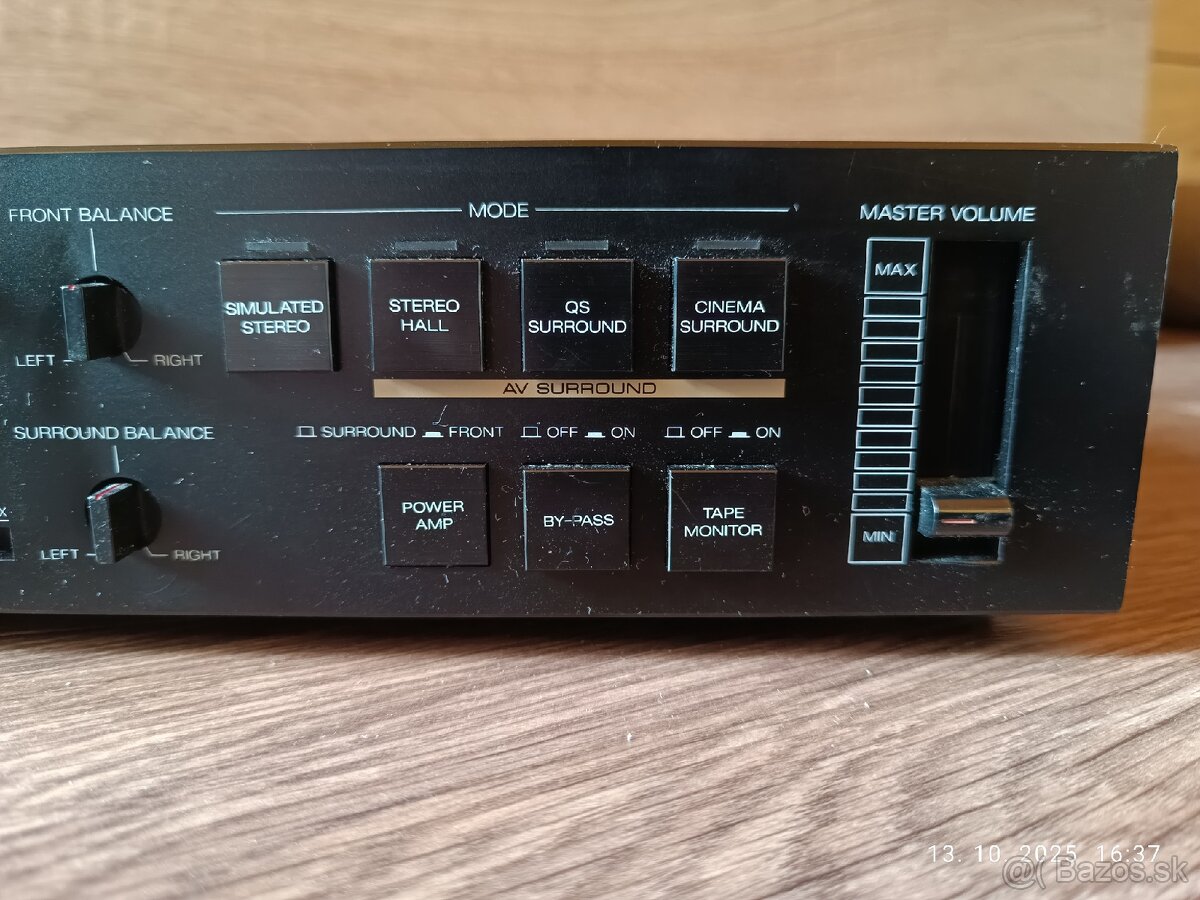 FRONT BALANCE
LEFT RIGHT
SURROUND BALANCE
LEFT RIGHT
MODE
SIMULATED
STEREO
STEREO
HALL
QS
SURROUND
CINEMA
SURROUND
AV SURROUND
SURROUND FRONT
OFF ON
OFF ON
POWER
AMP
BY-PASS
TAPE
MONITOR
MASTER VOLUME
MAX
MIN
13. 10. 2025 16:37
@( Bazos.sk